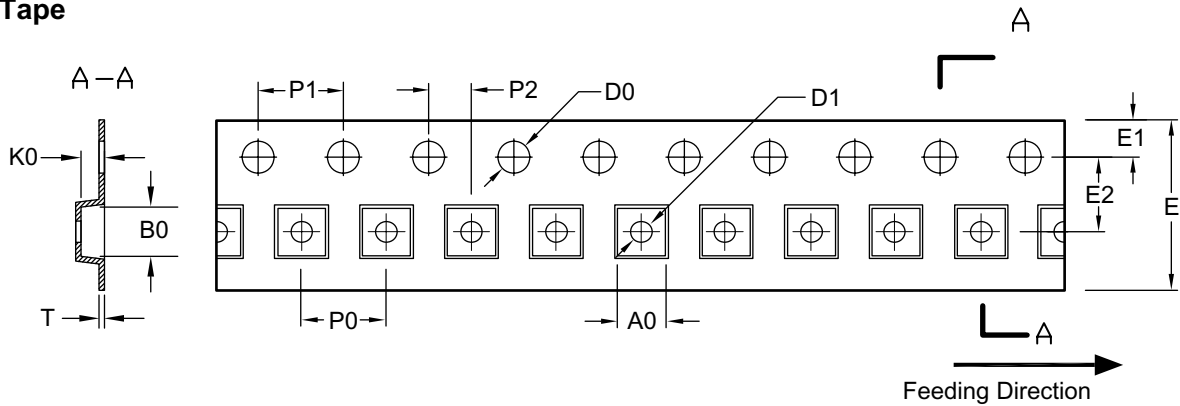 Tape
A
A–A
P1
P2
D0
D1
K0
E1
E2
E
B0
T
P0
A0
A
Feeding Direction